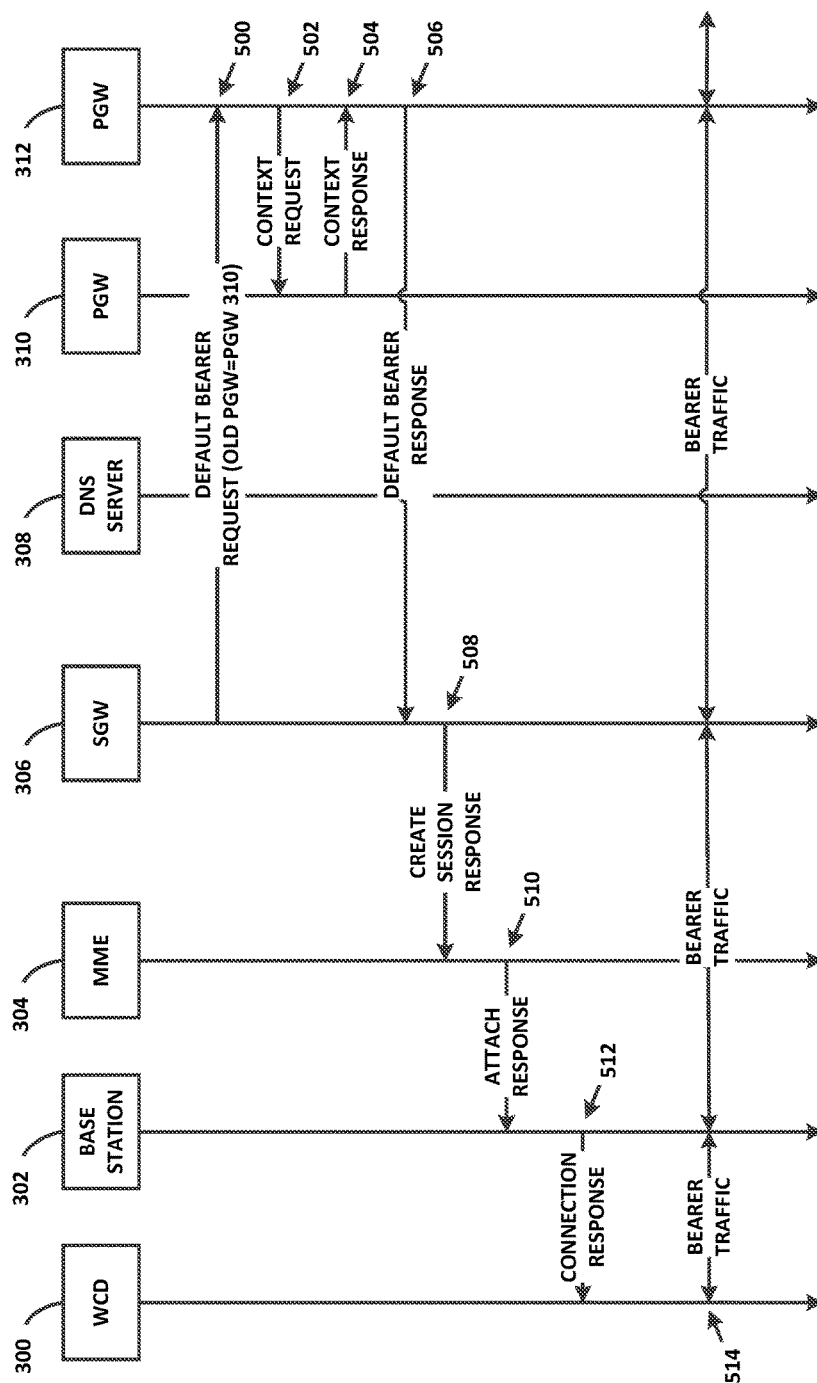 300
WCD
302
BASE
STATION
304
MME
306
SGW
308
DNS
SERVER
310
PGW
312
PGW
DEFAULT BEARER
REQUEST (OLD PGW=PGW 310)
500
CONTEXT
REQUEST
502
CONTEXT
RESPONSE
504
DEFAULT BEARER
RESPONSE
506
CREATE
SESSION
RESPONSE
508
ATTACH
RESPONSE
510
CONNECTION
RESPONSE
512
514
BEARER
TRAFFIC
BEARER
TRAFFIC
BEARER
TRAFFIC